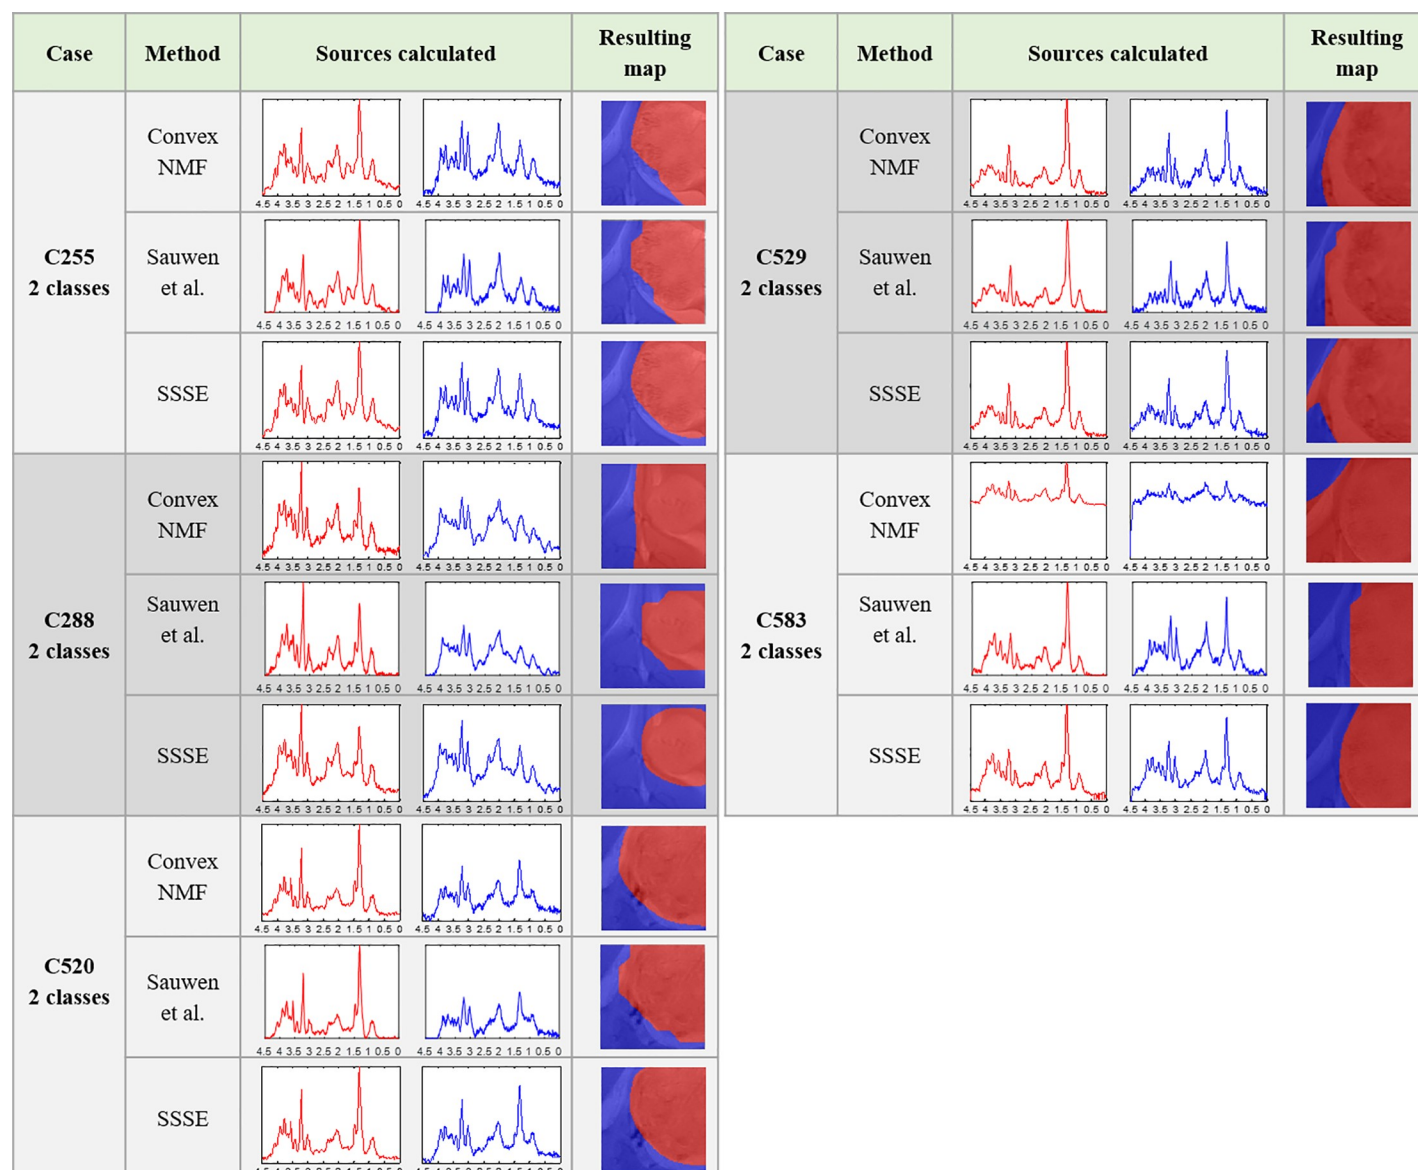 Case Method Sources calculated Resulting
map
C255
2 classes
Convex
NMF
4.5 4 3.5 3 2.5 2 1.5 1 0.5 0 4.5 4 3.5 3 2.5 2 1.5 1 0.5 0
Sauwen
et al.
4.5 4 3.5 3 2.5 2 1.5 1 0.5 0 4.5 4 3.5 3 2.5 2 1.5 1 0.5 0
SSSE
4.5 4 3.5 3 2.5 2 1.5 1 0.5 0 4.5 4 3.5 3 2.5 2 1.5 1 0.5 0
C288
2 classes
Convex
NMF
4.5 4 3.5 3 2.5 2 1.5 1 0.5 0 4.5 4 3.5 3 2.5 2 1.5 1 0.5 0
Sauwen
et al.
4.5 4 3.5 3 2.5 2 1.5 1 0.5 0 4.5 4 3.5 3 2.5 2 1.5 1 0.5 0
SSSE
4.5 4 3.5 3 2.5 2 1.5 1 0.5 0 4.5 4 3.5 3 2.5 2 1.5 1 0.5 0
C520
2 classes
Convex
NMF
4.5 4 3.5 3 2.5 2 1.5 1 0.5 0 4.5 4 3.5 3 2.5 2 1.5 1 0.5 0
Sauwen
et al.
4.5 4 3.5 3 2.5 2 1.5 1 0.5 0 4.5 4 3.5 3 2.5 2 1.5 1 0.5 0
SSSE
Case Method Sources calculated Resulting
map
C529
2 classes
Convex
NMF
4.5 4 3.5 3 2.5 2 1.5 1 0.5 0 4.5 4 3.5 3 2.5 2 1.5 1 0.5 0
Sauwen
et al.
4.5 4 3.5 3 2.5 2 1.5 1 0.5 0 4.5 4 3.5 3 2.5 2 1.5 1 0.5 0
SSSE
4.5 4 3.5 3 2.5 2 1.5 1 0.5 0 4.5 4 3.5 3 2.5 2 1.5 1 0.5 0
C583
2 classes
Convex
NMF
4.5 4 3.5 3 2.5 2 1.5 1 0.5 0 4.5 4 3.5 3 2.5 2 1.5 1 0.5 0
Sauwen
et al.
4.5 4 3.5 3 2.5 2 1.5 1 0.5 0 4.5 4 3.5 3 2.5 2 1.5 1 0.5 0
SSSE
4.5 4 3.5 3 2.5 2 1.5 1 0.5 0 4.5 4 3.5 3 2.5 2 1.5 1 0.5 0